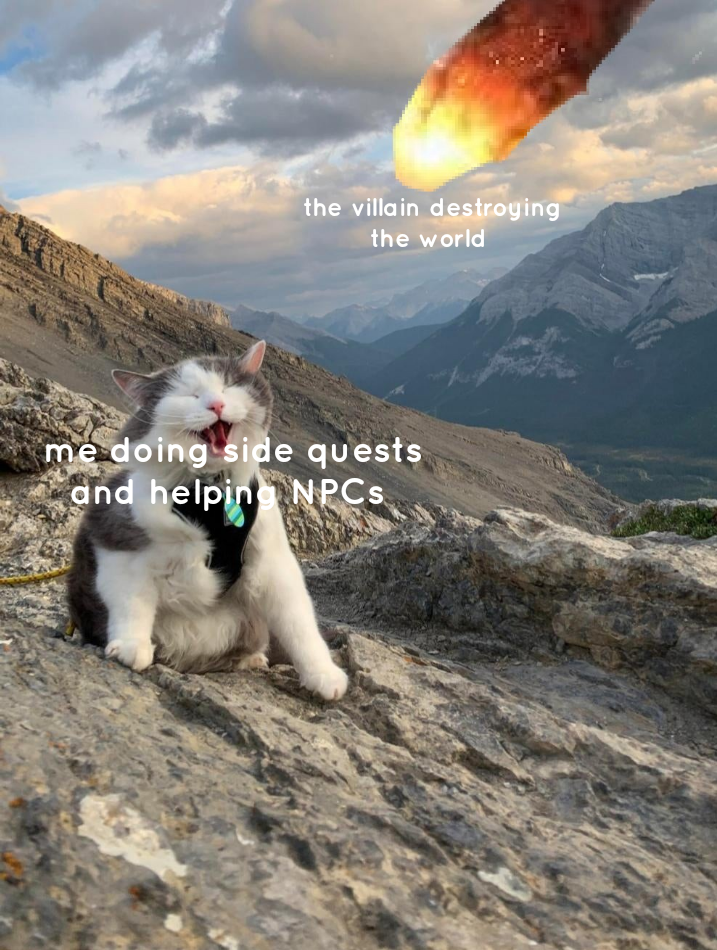 the villain destroying
the world
me doing side quests
and helping NPCs